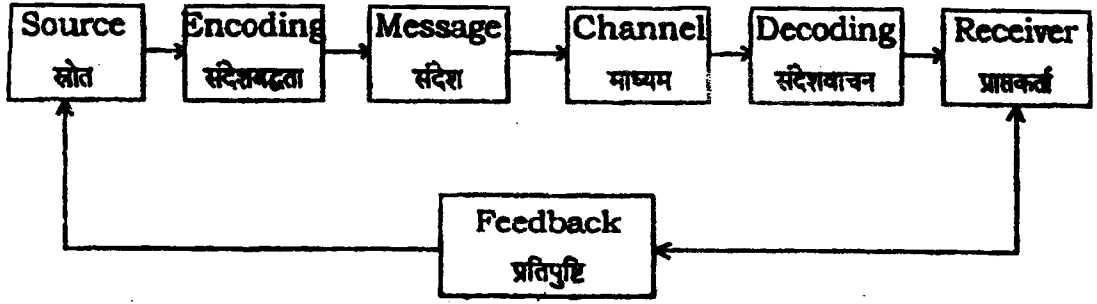 Source
स्रोत
Encoding
संदेशबद्धता
Message
संदेश
Channel
माध्यम
Decoding
संदेशवाचन
Receiver
प्राप्तकर्ता
Feedback
प्रतिपुष्टि